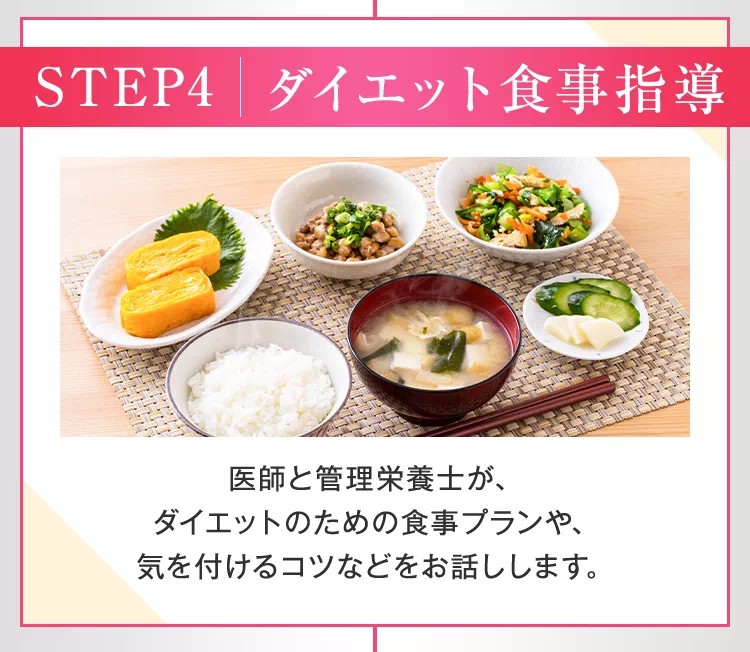 STEP4 | ダイエット食事指導
医師と管理栄養士が、
ダイエットのための食事プランや、
気を付けるコツなどをお話しします。